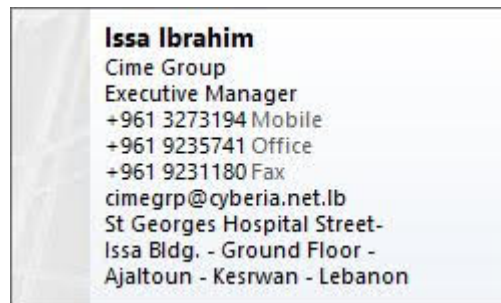 Issa Ibrahim
Cime Group
Executive Manager
+961 3273194 Mobile
+961 9235741 Office
+961 9231180 Fax
cimegrp@cyberia.net.lb
St Georges Hospital Street-
Issa Bldg. - Ground Floor -
Ajaltoun - Kesrwan - Lebanon